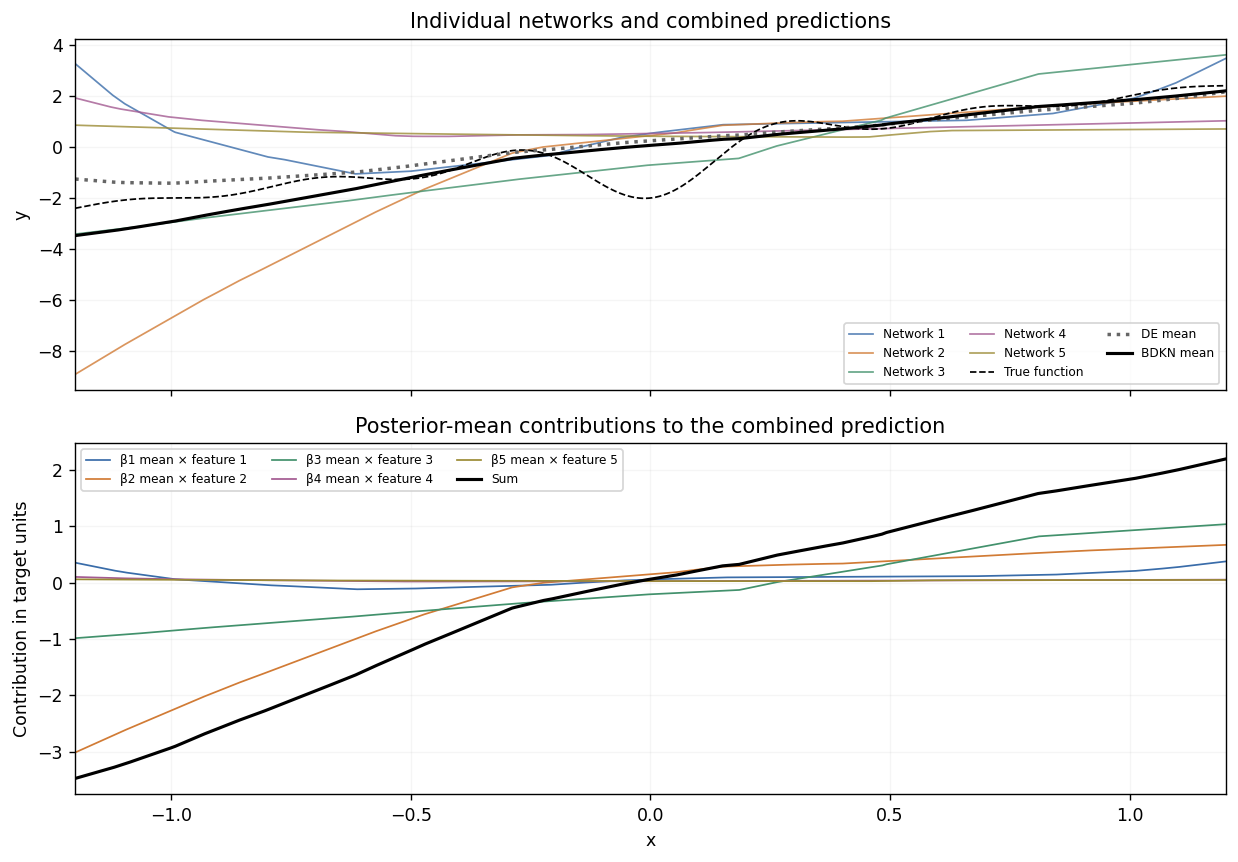 Individual networks and combined predictions
4
2
0
−2
−4
−6
−8
y
Network 1
Network 2
Network 3
Network 4
Network 5
True function
DE mean
BDKN mean
Posterior-mean contributions to the combined prediction
2
1
0
−1
−2
−3
Contribution in target units
β1 mean × feature 1
β2 mean × feature 2
β3 mean × feature 3
β4 mean × feature 4
β5 mean × feature 5
Sum
−1.0
−0.5
0.0
0.5
1.0
x